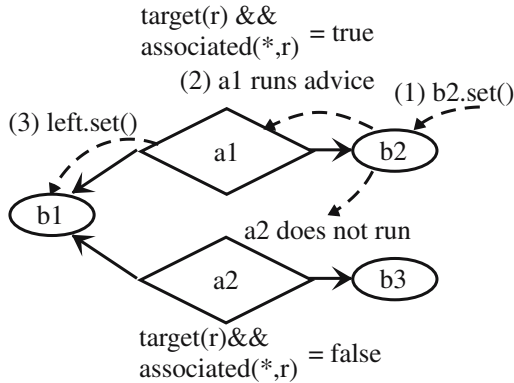 target(r) &&
associated(*,r) = true
(2) a1 runs advice
(1) b2.set()
(3) left.set()
a1
b2
b1
a2 does not run
a2
b3
target(r)&&
associated(*,r) = false